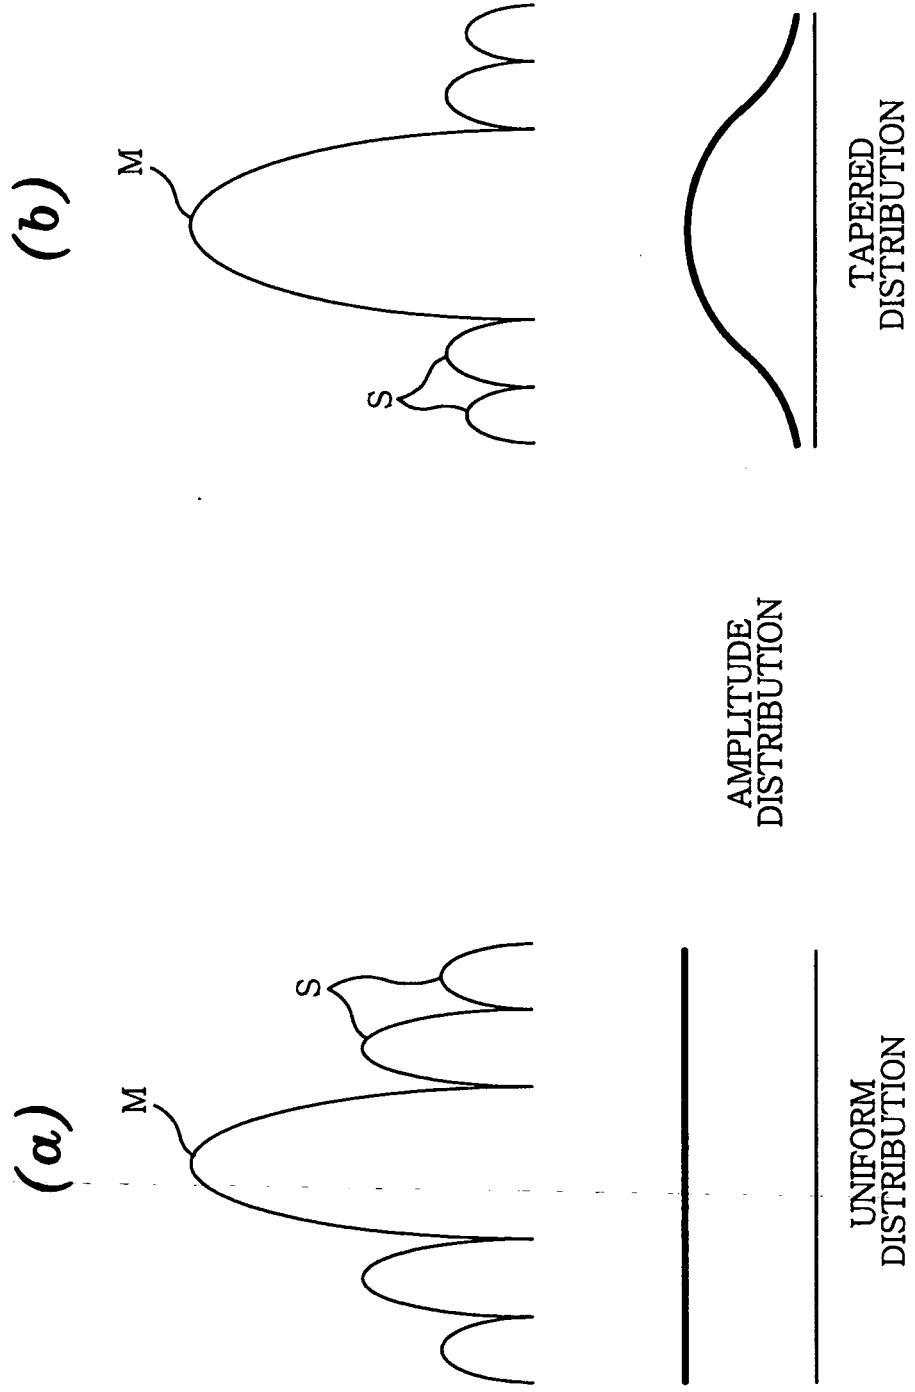 (a)
(b)
M
S
M
S
AMPLITUDE
DISTRIBUTION
UNIFORM
DISTRIBUTION
TAPERED
DISTRIBUTION